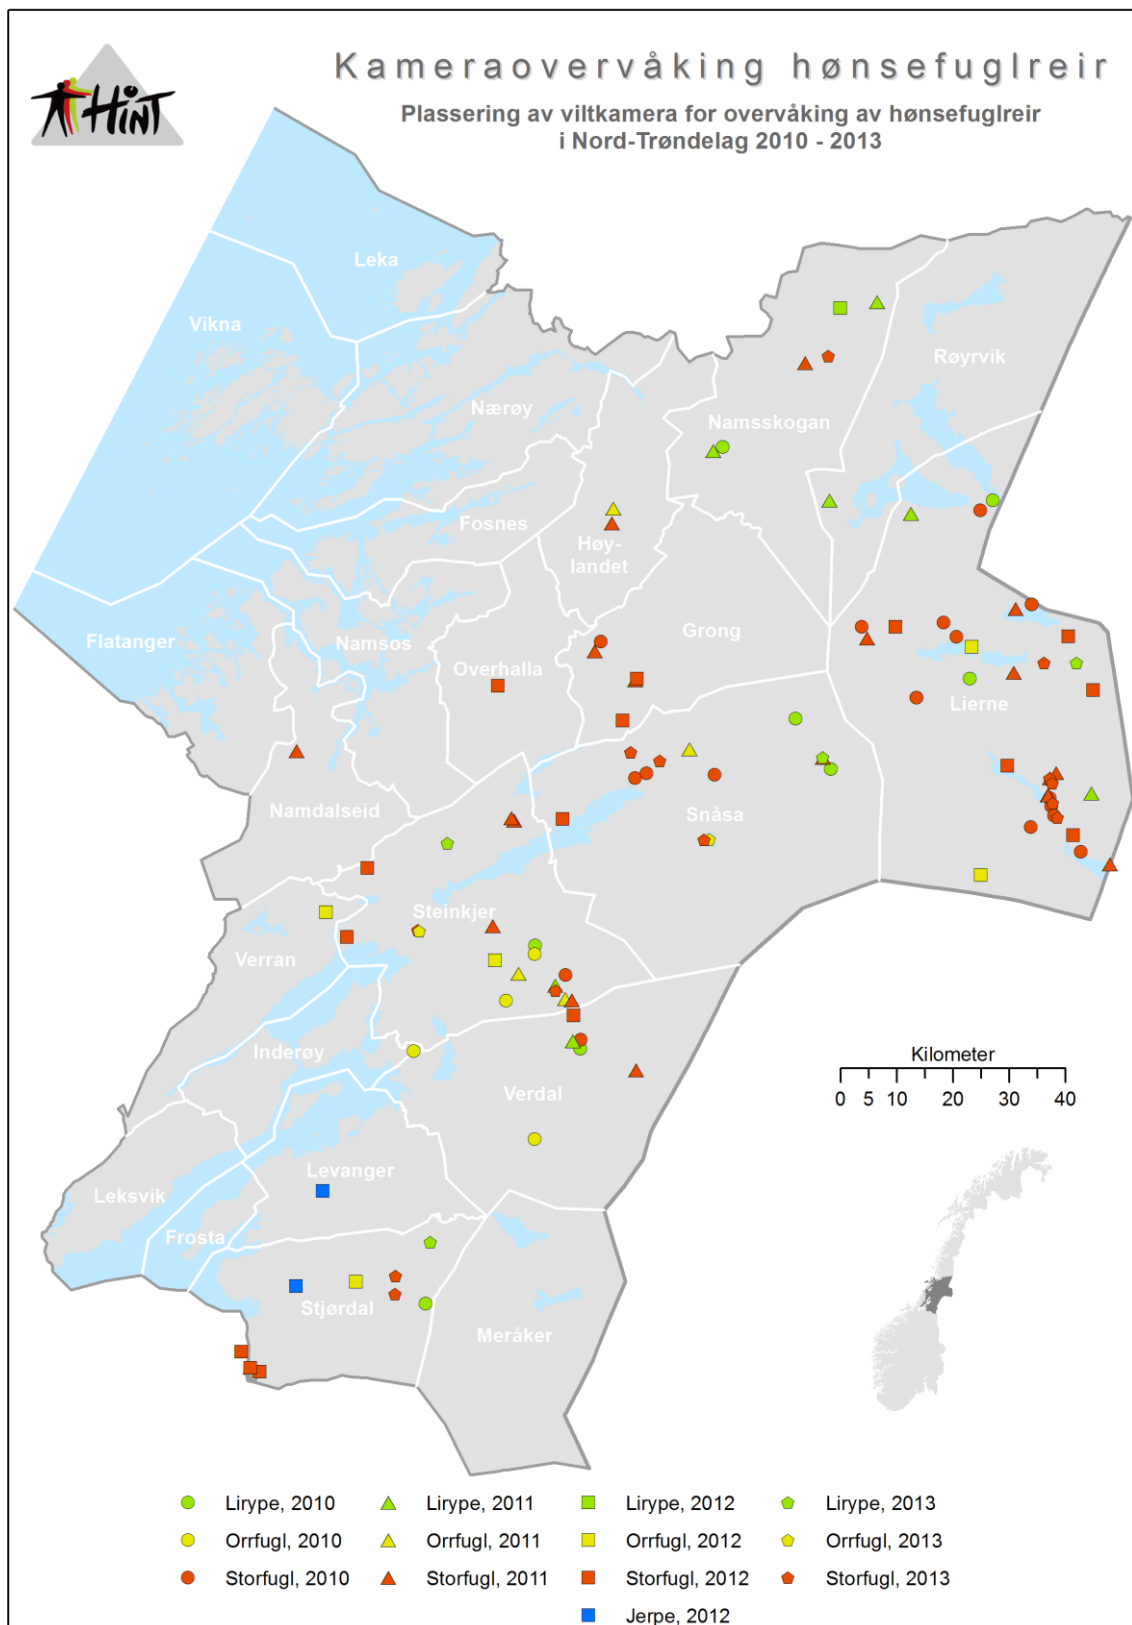 HiNT
Kameraovervåking hønsefuglreir
Plassering av viltkamera for overvåking av hønsefuglreir
i Nord-Trøndelag 2010 - 2013
Leka
Vikna
Røyrvik
Nærøy
Namsskogan
Fosnes
Høy-
landet
Grong
Flatanger
Namsos
Overhalla
Lierne
Namdalseid
Snåsa
Steinkjer
Verran
Inderøy
Kilometer
0 5 10 20 30 40
Verdal
Levanger
Leksvik
Frosta
Stjørdal
Meråker
Lirype, 2010 Lirype, 2011 Lirype, 2012 Lirype, 2013
Orrfugl, 2010 Orrfugl, 2011 Orrfugl, 2012 Orrfugl, 2013
Storfugl, 2010 Storfugl, 2011 Storfugl, 2012 Storfugl, 2013
Jerpe, 2012